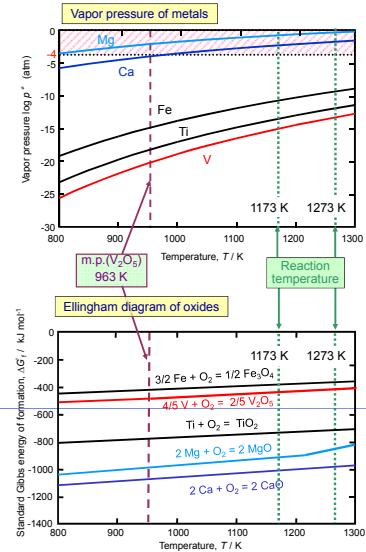 Vapor pressure of metals
Vapor pressure log p° (atm)
0
-4
-5
-10
-15
-20
-25
-30
Mg
Ca
Fe
Ti
V
1173 K 1273 K
800 900 1000 1100 1200 1300
Temperature, T / K
m.p.(V₂O₅)
963 K
Reaction
temperature
Ellingham diagram of oxides
Standard Gibbs energy of formation, ΔG°f / kJ mol⁻¹
0
-200
-400
-600
-800
-1000
-1200
-1400
1173 K 1273 K
3/2 Fe + O₂ = 1/2 Fe₃O₄
4/5 V + O₂ = 2/5 V₂O₅
Ti + O₂ = TiO₂
2 Mg + O₂ = 2 MgO
2 Ca + O₂ = 2 CaO
800 900 1000 1100 1200 1300
Temperature, T / K